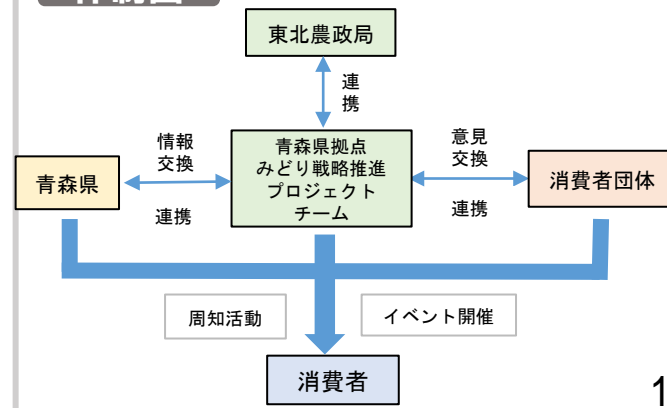 東北農政局
連
携
情報
交換
連携
青森県
青森県拠点
みどり戦略推進
プロジェクト
チーム
意見
交換
連携
消費者団体
周知活動
イベント開催
消費者
1